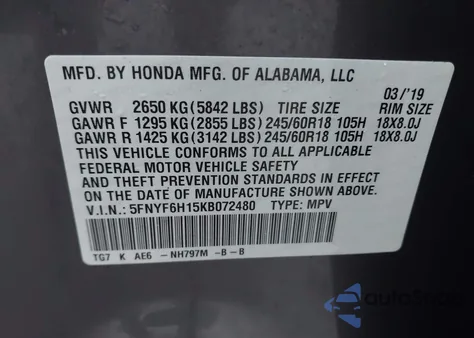 MFD. BY HONDA MFG. OF ALABAMA, LLC
03/'19
GVWR 2650 KG (5842 LBS) TIRE SIZE RIM SIZE
GAWR F 1295 KG (2855 LBS) 245/60R18 105H 18X8.0J
GAWR R 1425 KG (3142 LBS) 245/60R18 105H 18X8.0J
THIS VEHICLE CONFORMS TO ALL APPLICABLE
FEDERAL MOTOR VEHICLE SAFETY
AND THEFT PREVENTION STANDARDS IN EFFECT ON
THE DATE OF MANUFACTURE SHOWN ABOVE.
V.I.N.: 5FNYF6H15KB072480 TYPE: MPV
TG7 K AE6 -NH797M -B-B